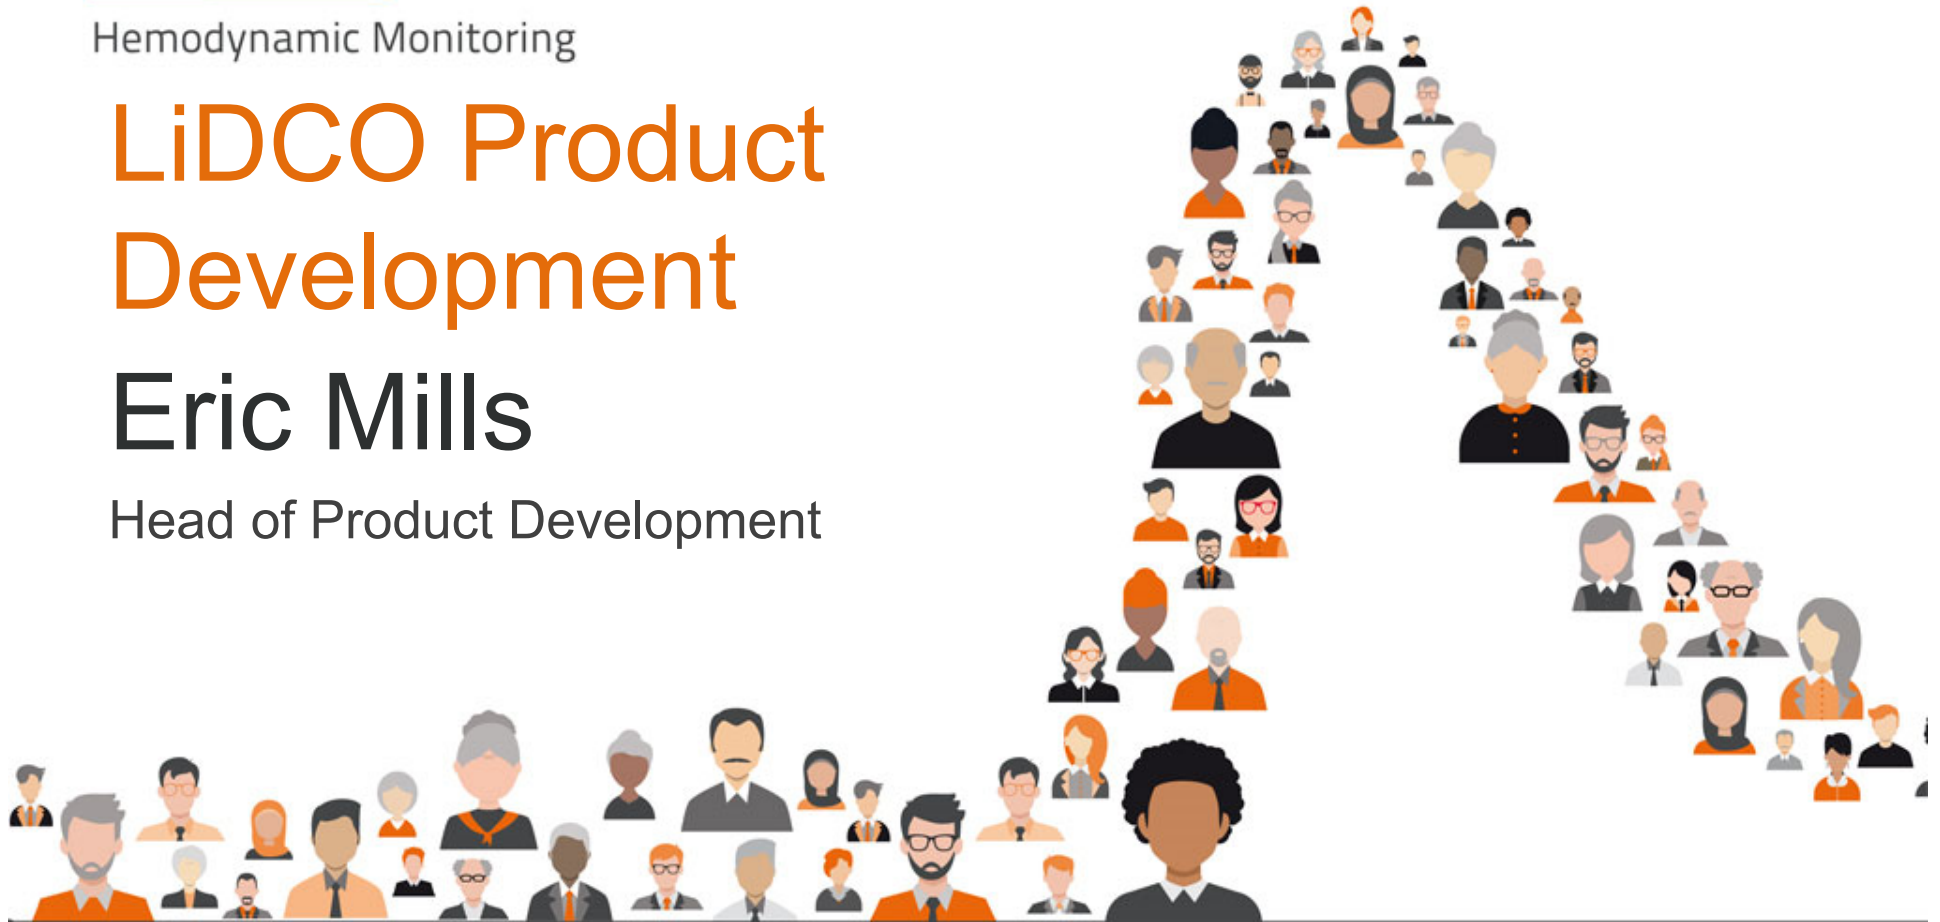 Hemodynamic Monitoring
LiDCO Product
Development
Eric Mills
Head of Product Development